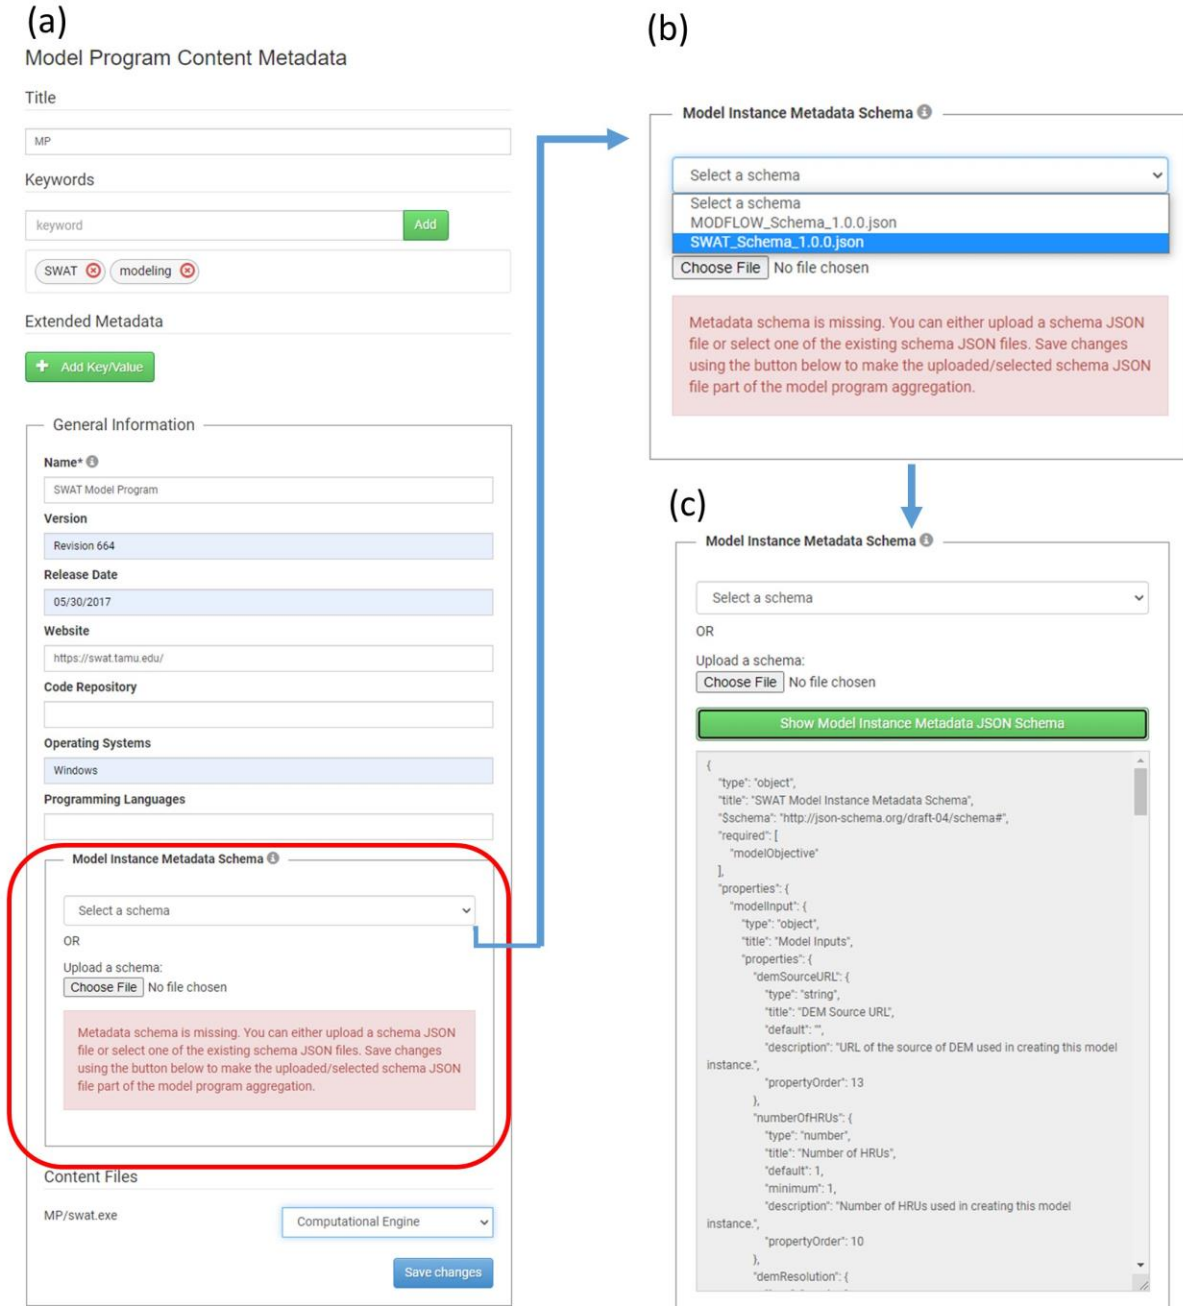 (a)
Model Program Content Metadata
Title
MP
Keywords
keyword
Add
SWAT
modeling
Extended Metadata
+ Add Key/Value
General Information
Name*
SWAT Model Program
Version
Revision 664
Release Date
05/30/2017
Website
https://swat.tamu.edu/
Code Repository
Operating Systems
Windows
Programming Languages
Model Instance Metadata Schema
Select a schema
OR
Upload a schema:
Choose File No file chosen
Metadata schema is missing. You can either upload a schema JSON
file or select one of the existing schema JSON files. Save changes
using the button below to make the uploaded/selected schema JSON
file part of the model program aggregation.
Content Files
MP/swat.exe
Computational Engine
Save changes
(b)
Model Instance Metadata Schema
Select a schema
Select a schema
MODFLOW_Schema_1.0.0.json
SWAT_Schema_1.0.0.json
Choose File No file chosen
Metadata schema is missing. You can either upload a schema JSON
file or select one of the existing schema JSON files. Save changes
using the button below to make the uploaded/selected schema JSON
file part of the model program aggregation.
(c)
Model Instance Metadata Schema
Select a schema
OR
Upload a schema:
Choose File No file chosen
Show Model Instance Metadata JSON Schema
{
"type": "object",
"title": "SWAT Model Instance Metadata Schema",
"$schema": "http://json-schema.org/draft-04/schema#",
"required": [
"modelObjective"
],
"properties": {
"modelInput": {
"type": "object",
"title": "Model Inputs",
"properties": {
"demSourceURL": {
"type": "string",
"title": "DEM Source URL",
"default": "",
"description": "URL of the source of DEM used in creating this model
instance.",
"propertyOrder": 13
},
"numberOfHRUs": {
"type": "number",
"title": "Number of HRUs",
"default": 1,
"minimum": 1,
"description": "Number of HRUs used in creating this model
instance.",
"propertyOrder": 10
},
"demResolution": {